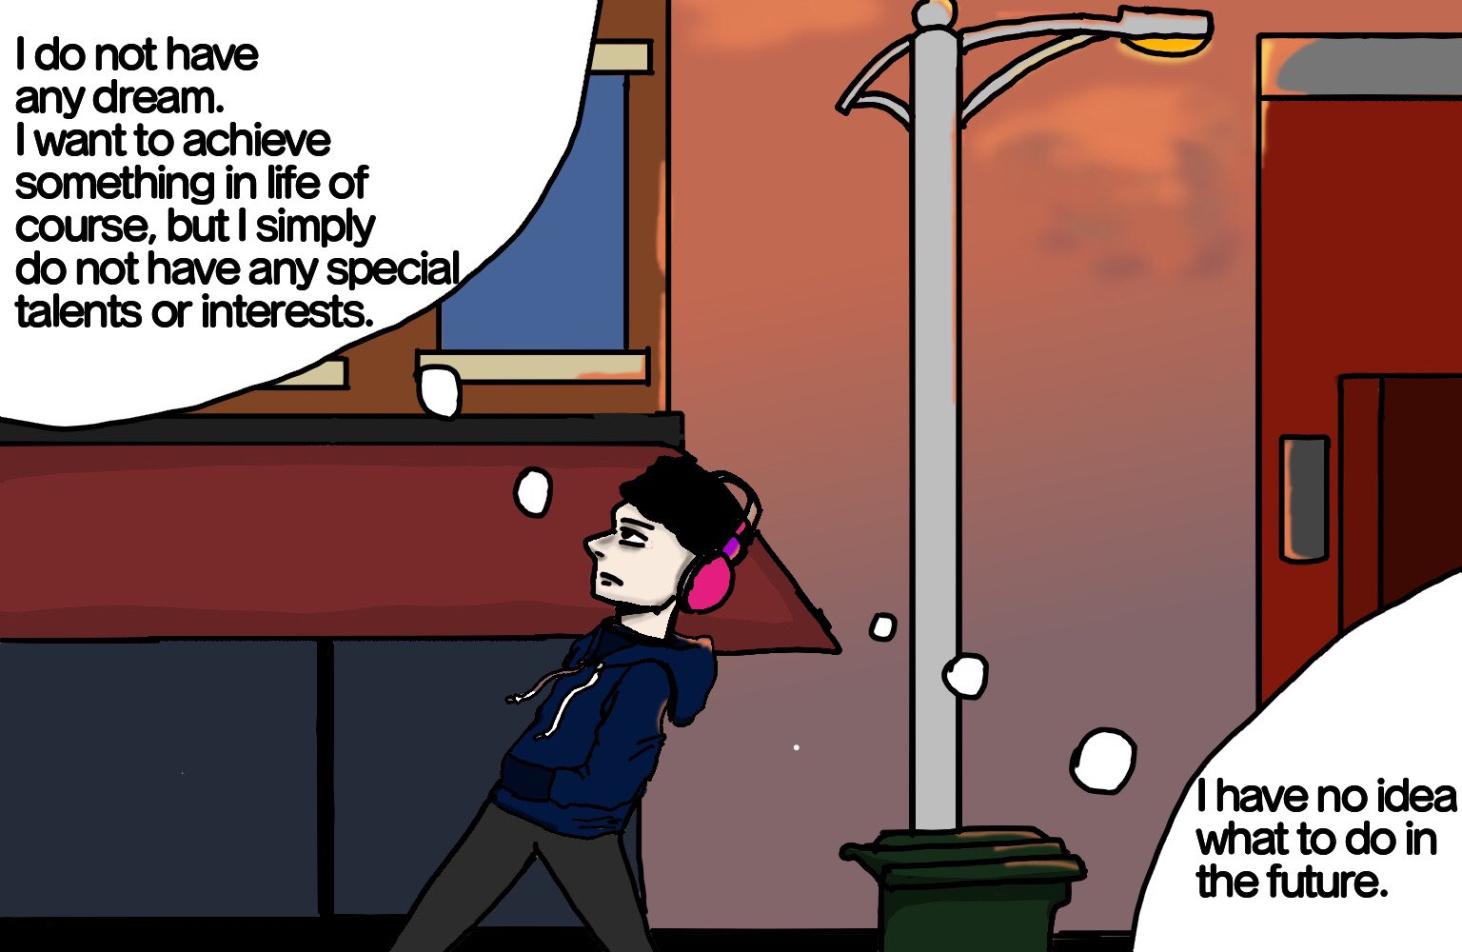 I do not have
any dream.
I want to achieve
something in life of
course, but I simply
do not have any special
talents or interests.
I have no idea
what to do in
the future.